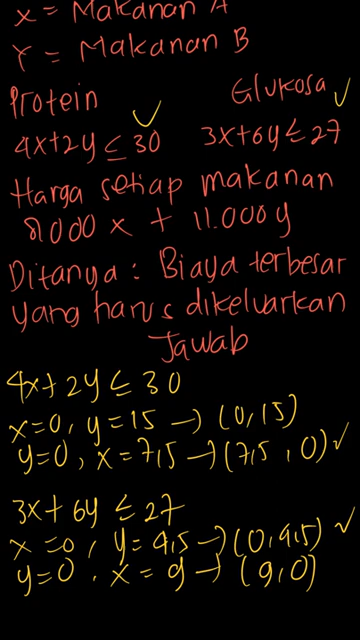 X = Makanan A
Y = Makanan B
Protein Glukosa
4x+2y ≤ 30 3x+6y ≤ 27
Harga setiap makanan
8000 x + 11.000 y
Ditanya : Biaya terbesar
yang harus dikeluarkan
Jawab
4x+2y ≤ 30
x=0, y=15 → (0,15)
y=0, x=7,5 → (7,5 , 0)
3x+6y ≤ 27
x=0, y=4,5 → (0,4,5)
y=0, x=9 → (9,0)